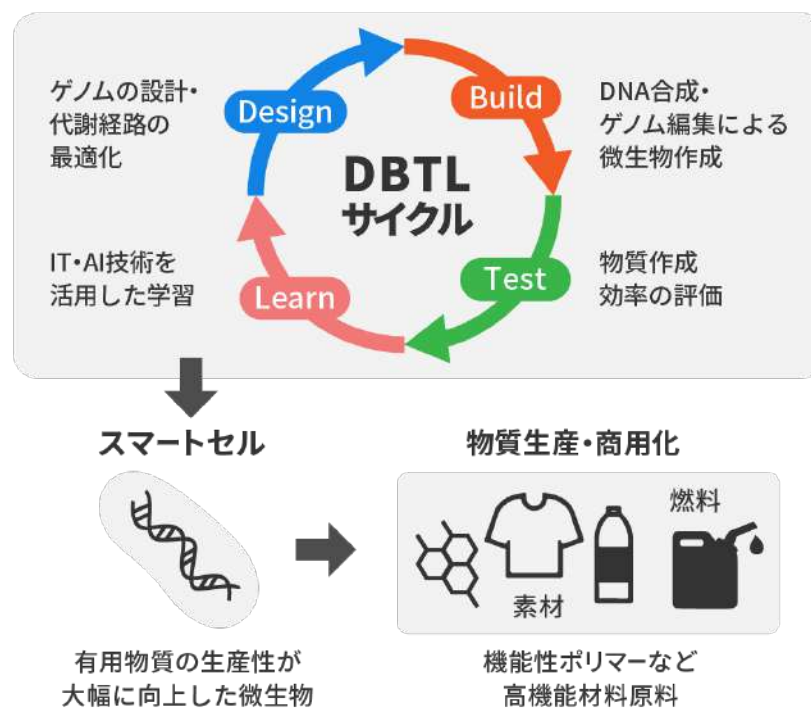 ゲノムの設計・
代謝経路の
最適化
Design
Build
DNA合成・
ゲノム編集による
微生物作成
DBTL
サイクル
IT・AI技術を
活用した学習
Learn
Test
物質作成
効率の評価
スマートセル
物質生産・商用化
燃料
素材
有用物質の生産性が
大幅に向上した微生物
機能性ポリマーなど
高機能材料原料